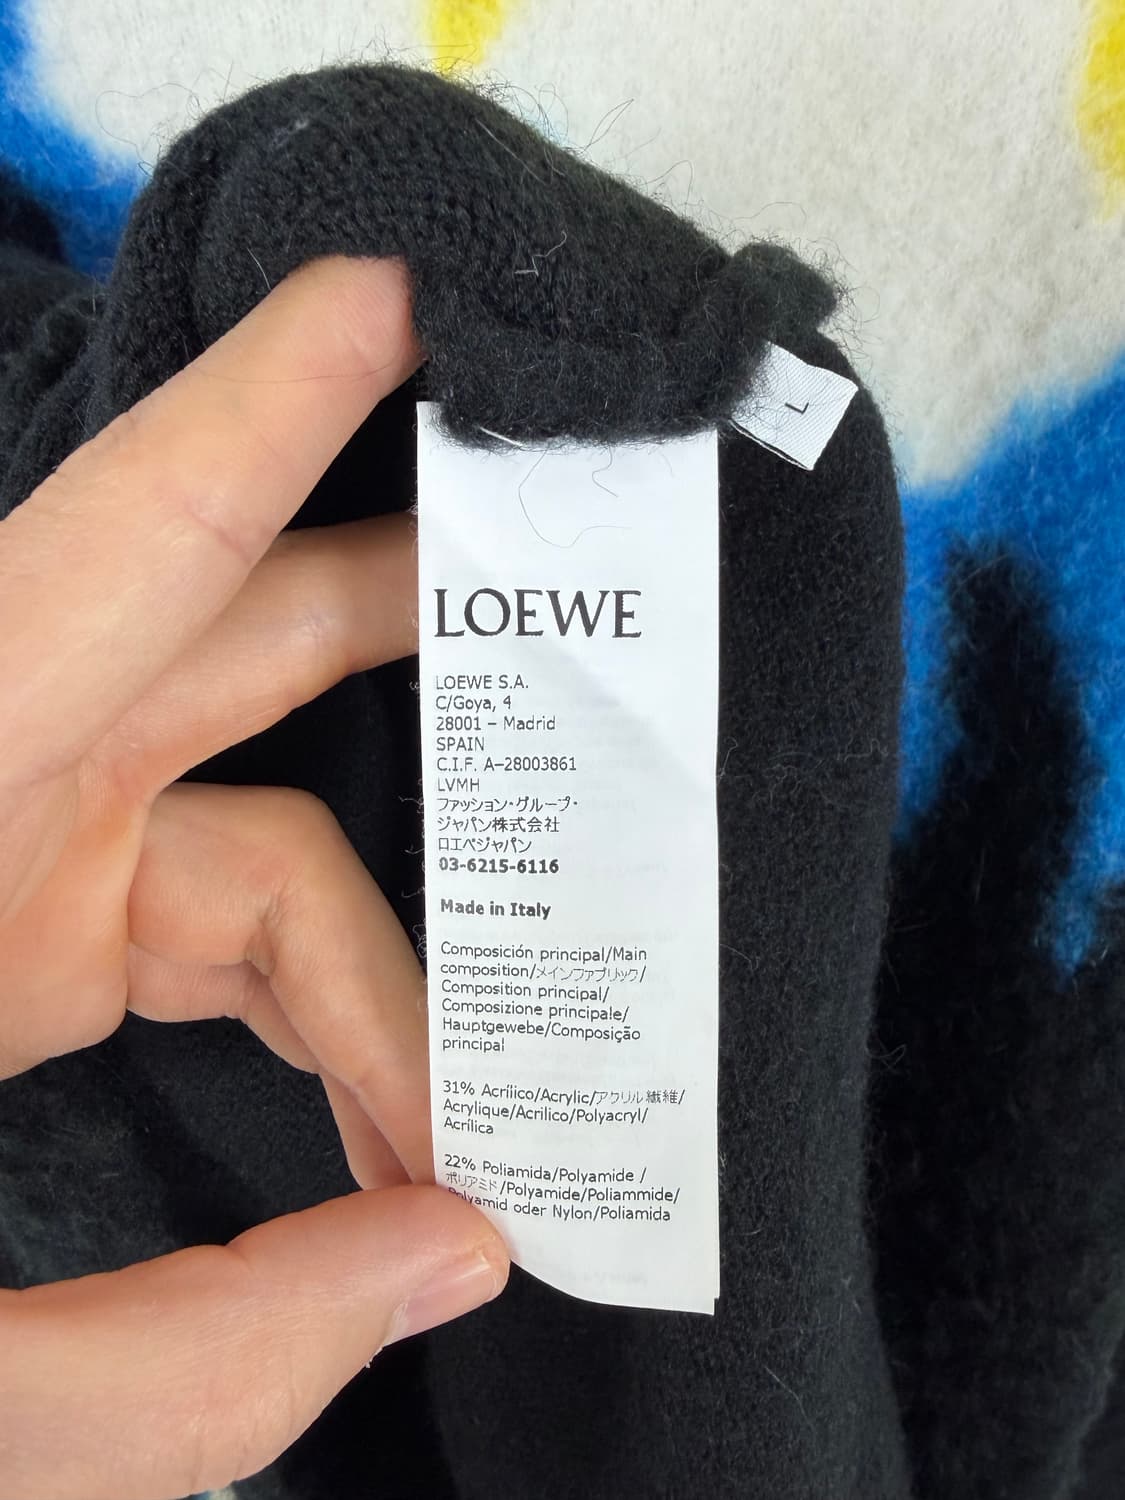 L
LOEWE
LOEWE S.A.
C/Goya, 4
28001 – Madrid
SPAIN
C.I.F. A–28003861
LVMH
ファッション・グループ・
ジャパン株式会社
ロエベジャパン
03-6215-6116
Made in Italy
Composición principal/Main
composition/メインファブリック/
Composition principal/
Composizione principale/
Hauptgewebe/Composição
principal
31% Acrílico/Acrylic/アクリル繊維/
Acrylique/Acrilico/Polyacryl/
Acrílica
22% Poliamida/Polyamide /
ポリアミド/Polyamide/Poliammide/
Polyamid oder Nylon/Poliamida